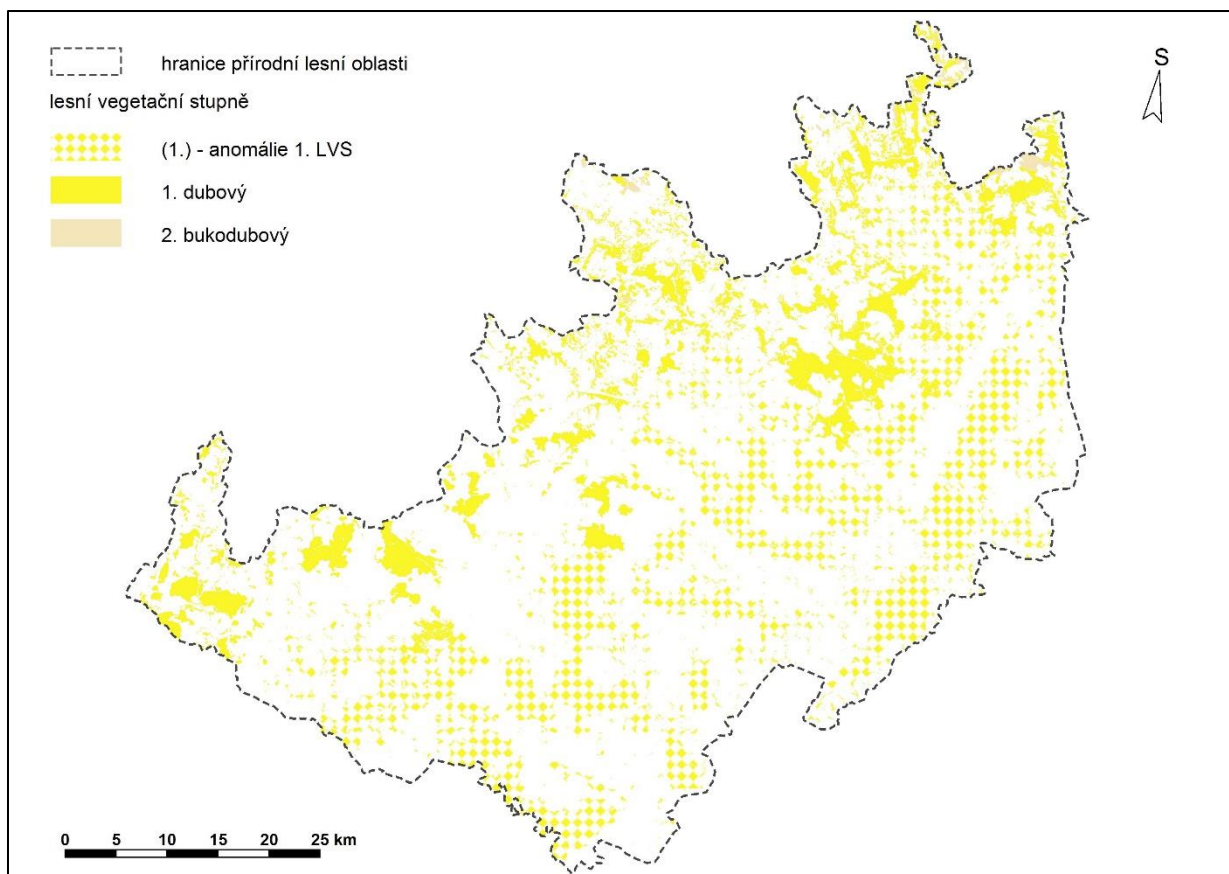 hranice přírodní lesní oblasti
lesní vegetační stupně
(1.) - anomálie 1. LVS
1. dubový
2. bukodubový
S
0 5 10 15 20 25 km